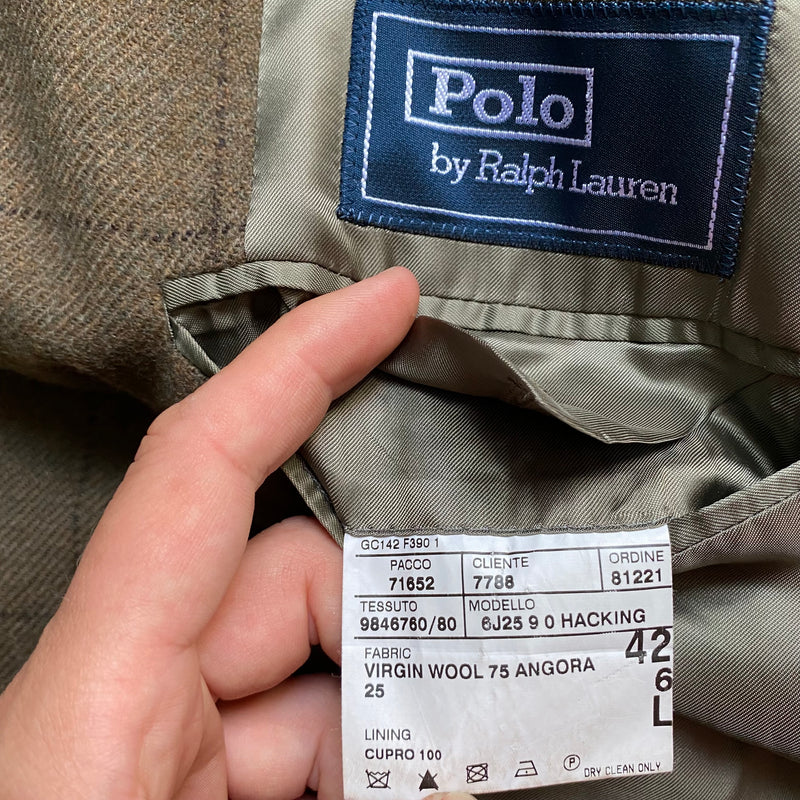 Polo
by Ralph Lauren
GC142 F390 1
PACCO CLIENTE ORDINE
71652 7788 81221
TESSUTO MODELLO
9846760/80 6J25 9 0 HACKING
FABRIC 42
VIRGIN WOOL 75 ANGORA 6
25 L
LINING
CUPRO 100
P DRY CLEAN ONLY